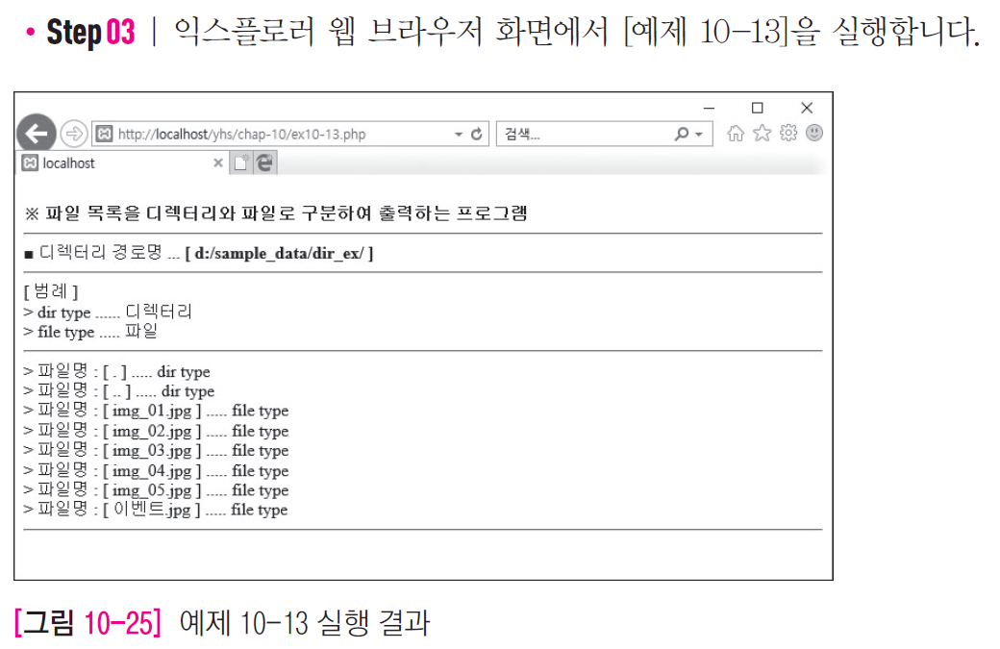 • Step 03 | 익스플로러 웹 브라우저 화면에서 [예제 10-13]을 실행합니다.
http://localhost/yhs/chap-10/ex10-13.php
검색...
localhost
※ 파일 목록을 디렉터리와 파일로 구분하여 출력하는 프로그램
■ 디렉터리 경로명 ... [ d:/sample_data/dir_ex/ ]
[ 범례 ]
> dir type ...... 디렉터리
> file type ..... 파일
> 파일명 : [ . ] ..... dir type
> 파일명 : [ .. ] ..... dir type
> 파일명 : [ img_01.jpg ] ..... file type
> 파일명 : [ img_02.jpg ] ..... file type
> 파일명 : [ img_03.jpg ] ..... file type
> 파일명 : [ img_04.jpg ] ..... file type
> 파일명 : [ img_05.jpg ] ..... file type
> 파일명 : [ 이벤트.jpg ] ..... file type
[그림 10-25] 예제 10-13 실행 결과